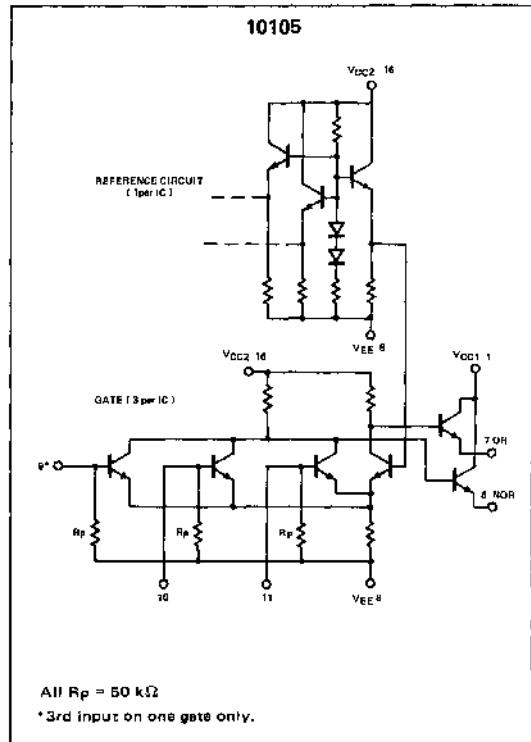 10105
VCC2 16
REFERENCE CIRCUIT
(1 per IC)
VEE 8
VCC2 16
VCC1 1
GATE (3 per IC)
7 OR
9*
6 NOR
Rp
Rp
Rp
10
11
VEE 8
All Rp = 50 kΩ
*3rd input on one gate only.